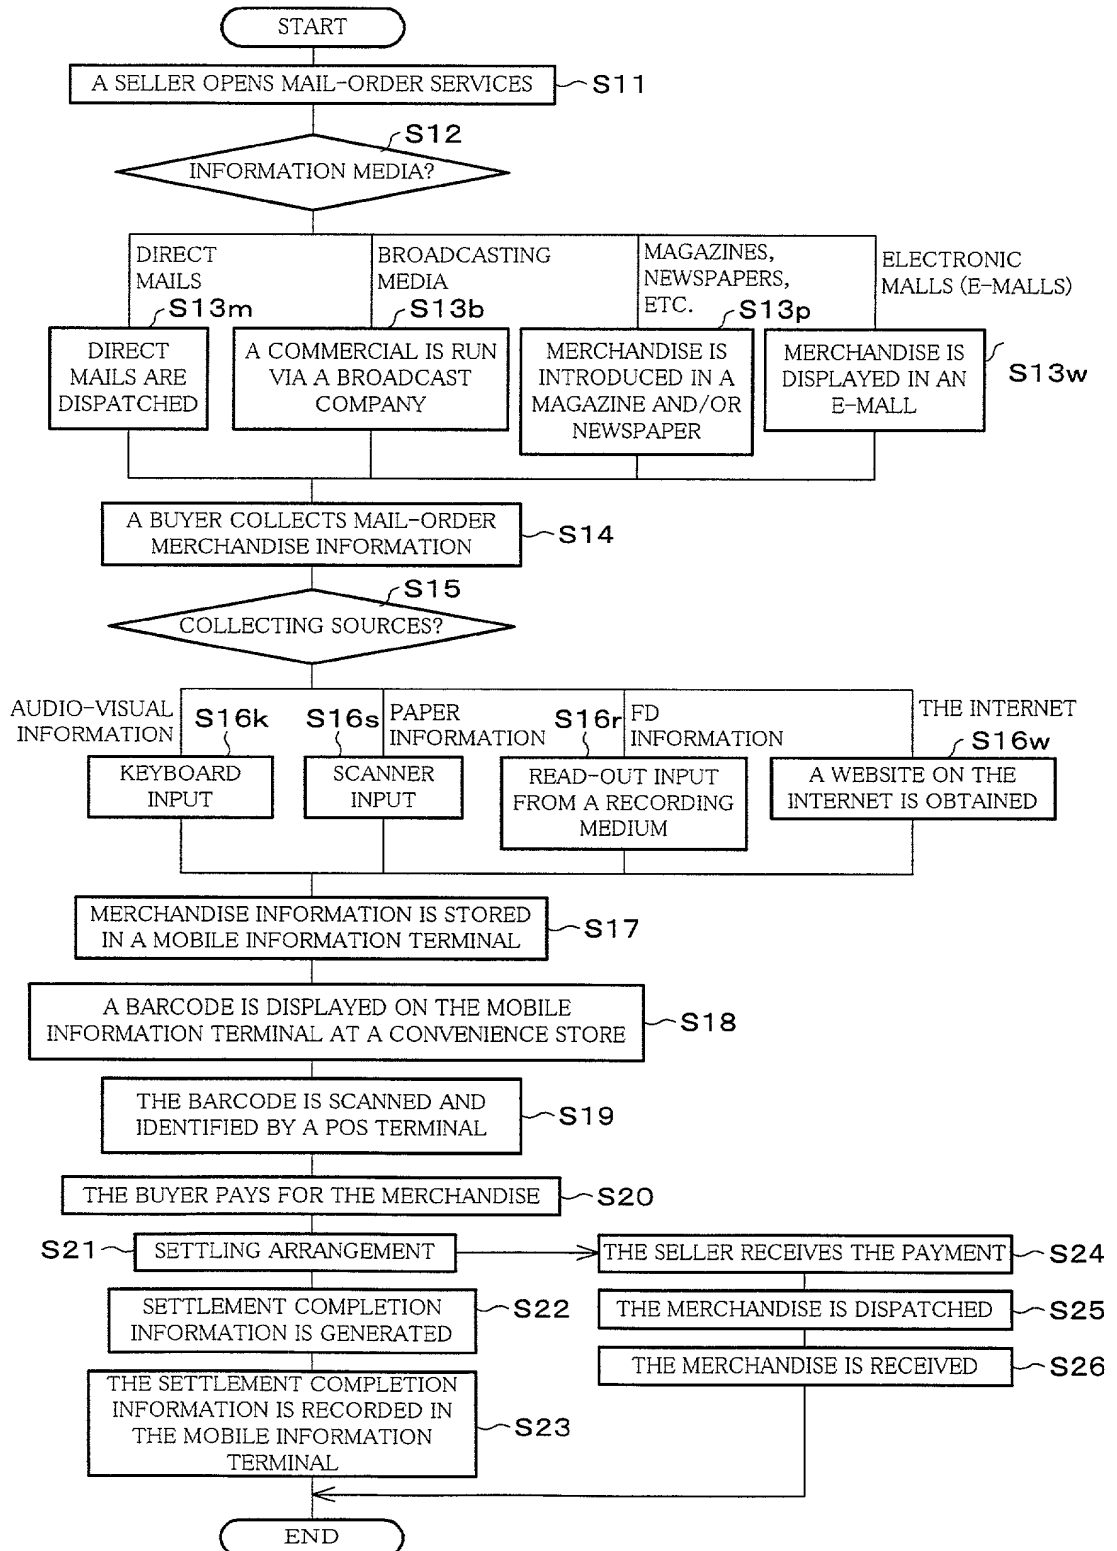 START
A SELLER OPENS MAIL-ORDER SERVICES
S11
S12
INFORMATION MEDIA?
DIRECT
MAILS
BROADCASTING
MEDIA
MAGAZINES,
NEWSPAPERS,
ETC.
ELECTRONIC
MALLS (E-MALLS)
S13m
DIRECT
MAILS ARE
DISPATCHED
S13b
A COMMERCIAL IS RUN
VIA A BROADCAST
COMPANY
S13p
MERCHANDISE IS
INTRODUCED IN A
MAGAZINE AND/OR
NEWSPAPER
MERCHANDISE IS
DISPLAYED IN AN
E-MALL
S13w
A BUYER COLLECTS MAIL-ORDER
MERCHANDISE INFORMATION
S14
S15
COLLECTING SOURCES?
AUDIO-VISUAL
INFORMATION
S16k
KEYBOARD
INPUT
S16s
SCANNER
INPUT
PAPER
INFORMATION
S16r
READ-OUT INPUT
FROM A RECORDING
MEDIUM
FD
INFORMATION
THE INTERNET
S16w
A WEBSITE ON THE
INTERNET IS OBTAINED
MERCHANDISE INFORMATION IS STORED
IN A MOBILE INFORMATION TERMINAL
S17
A BARCODE IS DISPLAYED ON THE MOBILE
INFORMATION TERMINAL AT A CONVENIENCE STORE
S18
THE BARCODE IS SCANNED AND
IDENTIFIED BY A POS TERMINAL
S19
THE BUYER PAYS FOR THE MERCHANDISE
S20
S21
SETTLING ARRANGEMENT
THE SELLER RECEIVES THE PAYMENT
S24
SETTLEMENT COMPLETION
INFORMATION IS GENERATED
S22
THE MERCHANDISE IS DISPATCHED
S25
THE MERCHANDISE IS RECEIVED
S26
THE SETTLEMENT COMPLETION
INFORMATION IS RECORDED IN
THE MOBILE INFORMATION
TERMINAL
S23
END